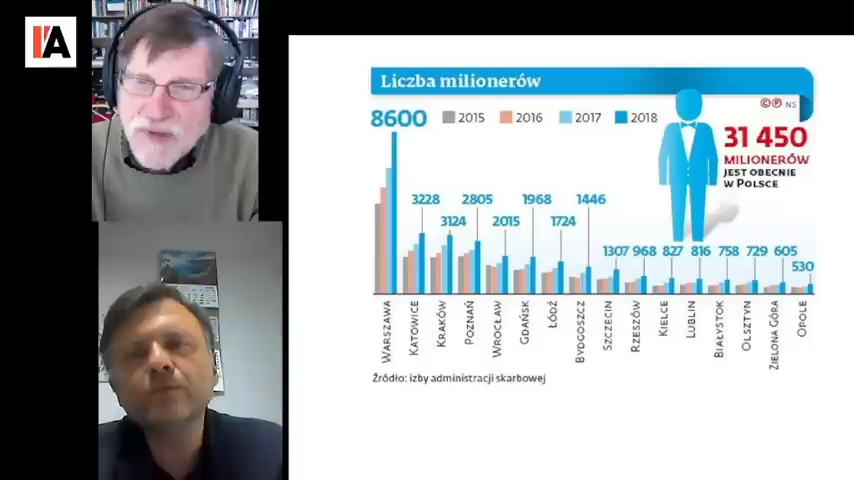 I'A
Liczba milionerów
©℗ NS
8600
2015 2016 2017 2018
31 450
MILIONERÓW
JEST OBECNIE
W POLSCE
3228
3124
2805
2015
1968
1724
1446
1307
968
827
816
758
729
605
530
WARSZAWA
KATOWICE
KRAKÓW
POZNAŃ
WROCŁAW
GDAŃSK
ŁÓDŹ
BYDGOSZCZ
SZCZECIN
RZESZÓW
KIELCE
LUBLIN
BIAŁYSTOK
OLSZTYN
ZIELONA GÓRA
OPOLE
Źródło: izby administracji skarbowej